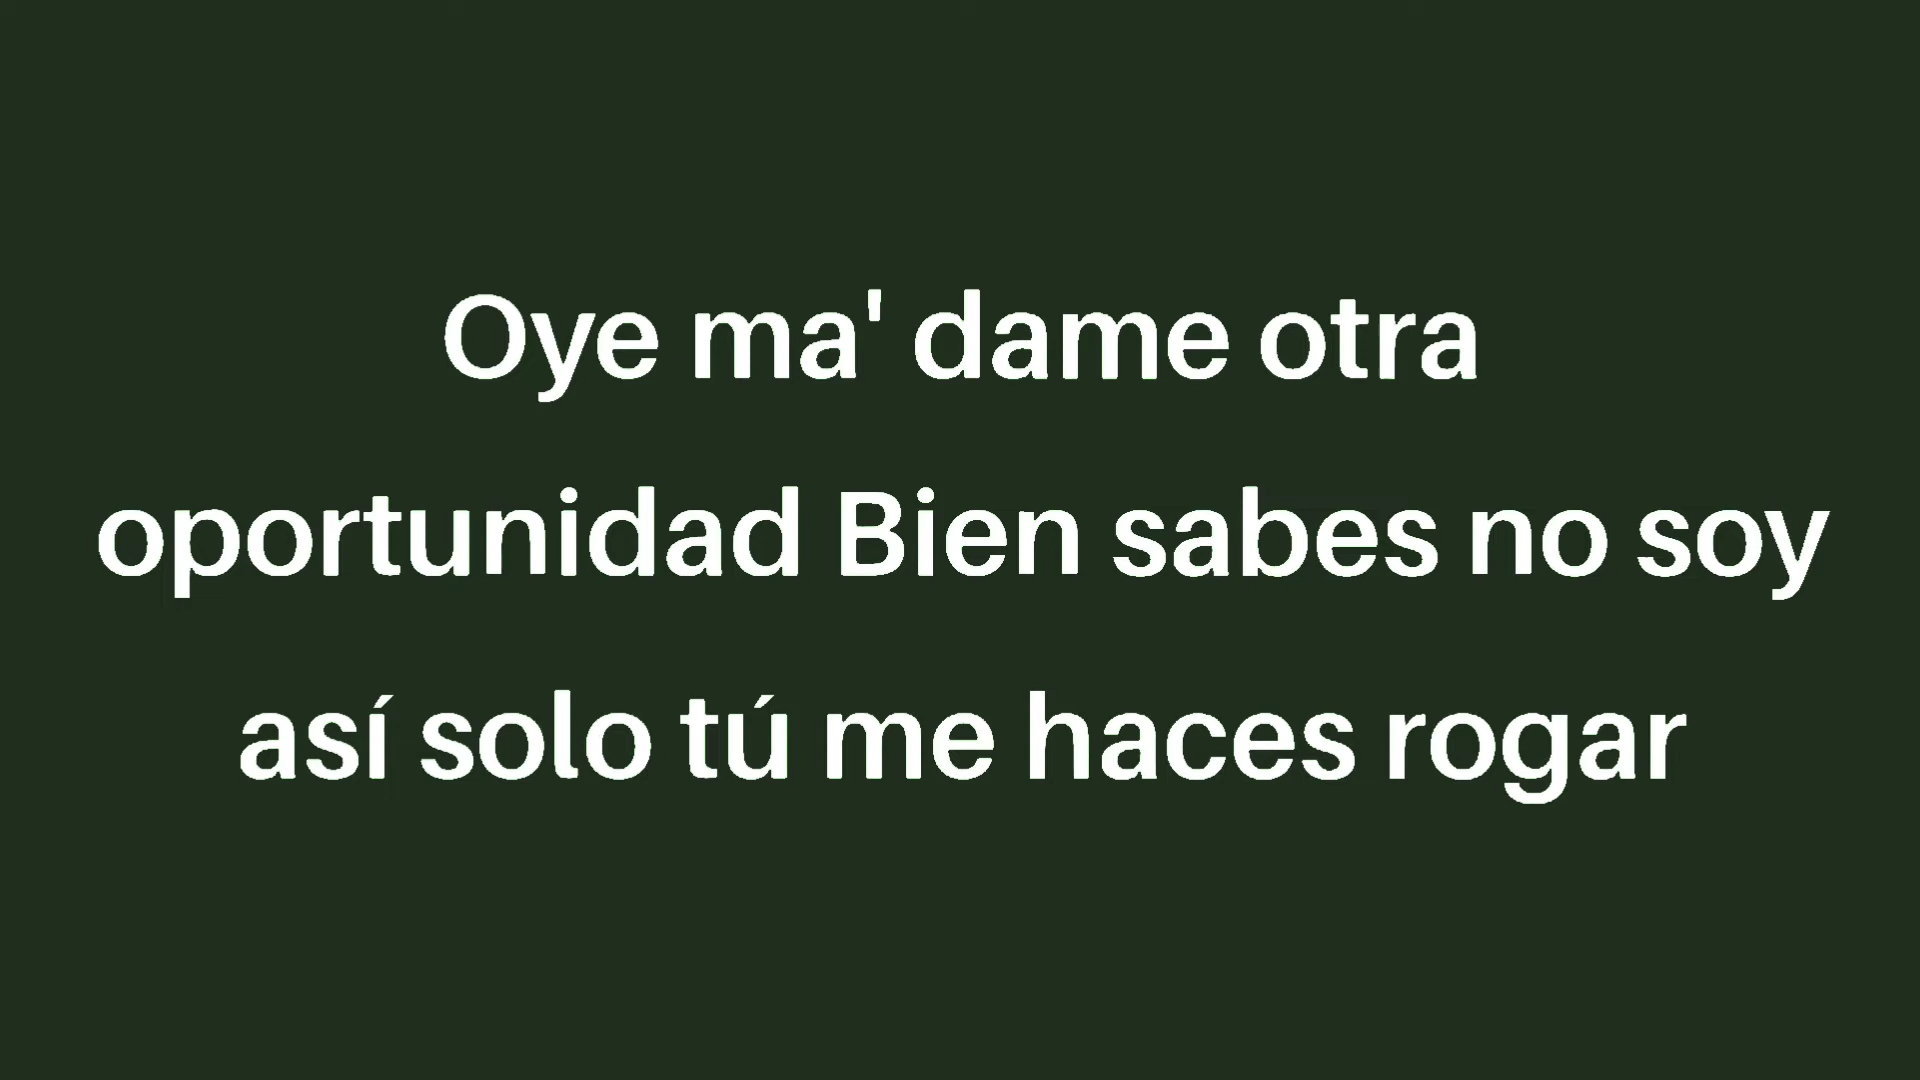 Oye ma' dame otra
oportunidad Bien sabes no soy
así solo tú me haces rogar